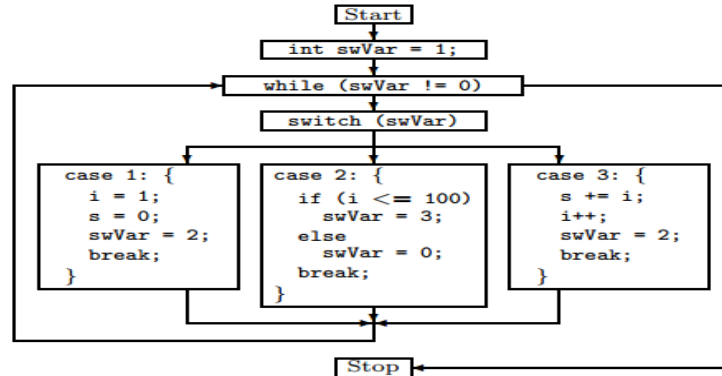 Start
int swVar = 1;
while (swVar != 0)
switch (swVar)
case 1: {
i = 1;
s = 0;
swVar = 2;
break;
}
case 2: {
if (i <= 100)
swVar = 3;
else
swVar = 0;
break;
}
case 3: {
s += i;
i++;
swVar = 2;
break;
}
Stop